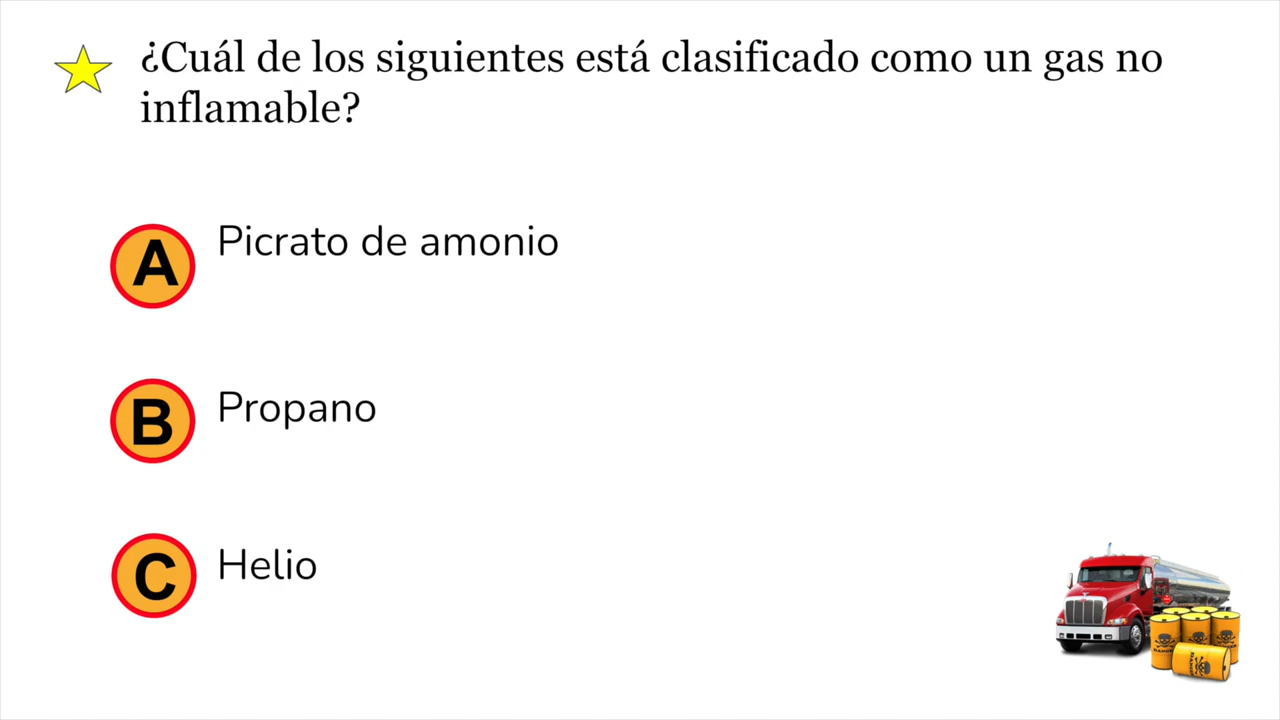 ¿Cuál de los siguientes está clasificado como un gas no
inflamable?
A Picrato de amonio
B Propano
C Helio